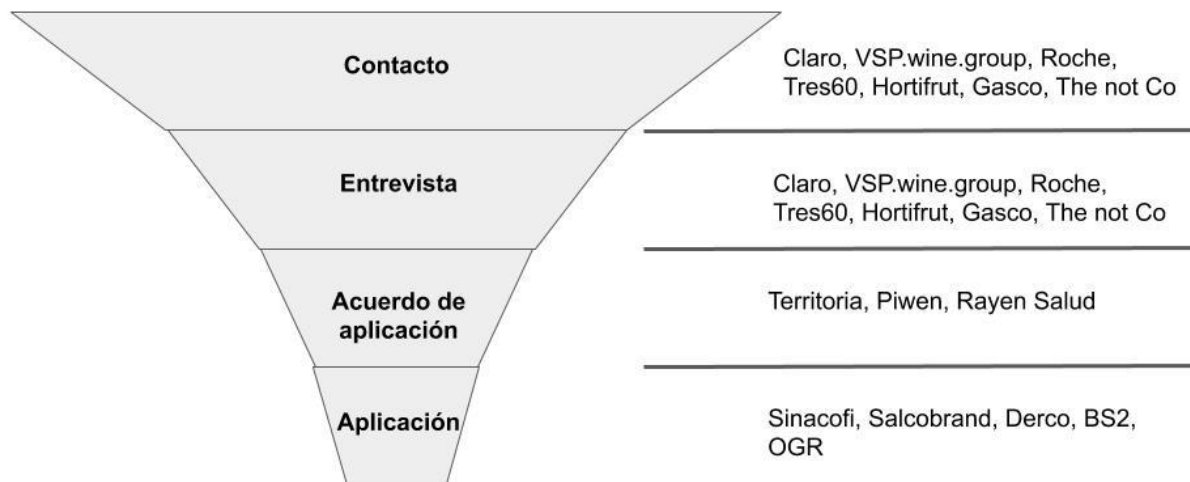 Contacto
Claro, VSP.wine.group, Roche,
Tres60, Hortifrut, Gasco, The not Co
Entrevista
Claro, VSP.wine.group, Roche,
Tres60, Hortifrut, Gasco, The not Co
Acuerdo de
aplicación
Territoria, Piwen, Rayen Salud
Aplicación
Sinacofi, Salcobrand, Derco, BS2,
OGR